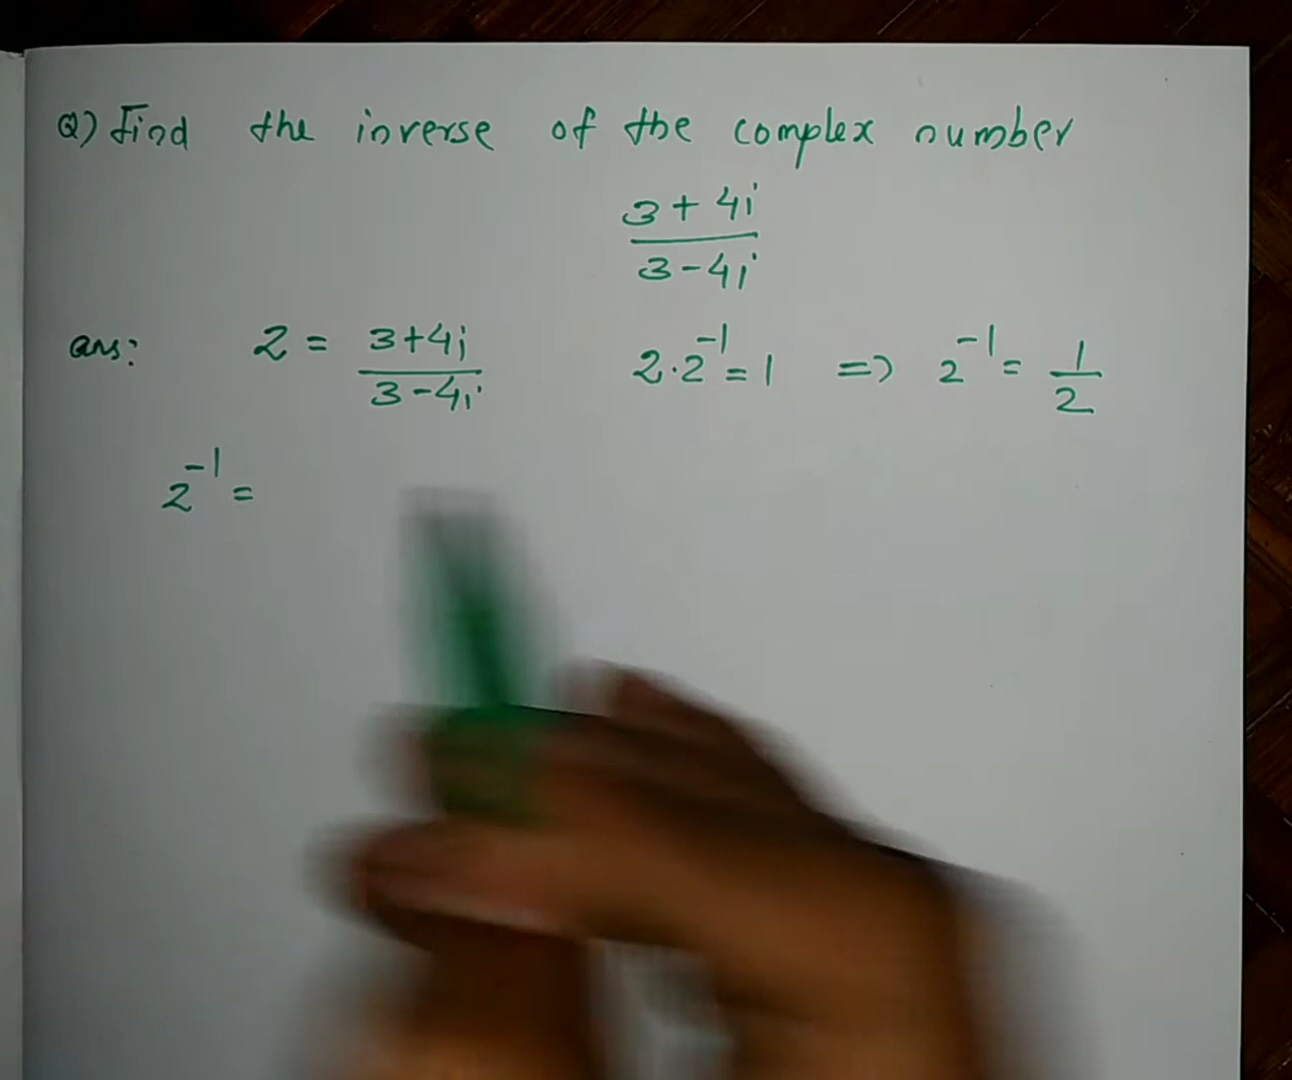 Q) Find the inverse of the complex number
3+4i
3-4i
ans: z = 3+4i / 3-4i z·z⁻¹ = 1 => z⁻¹ = 1/z
z⁻¹ =